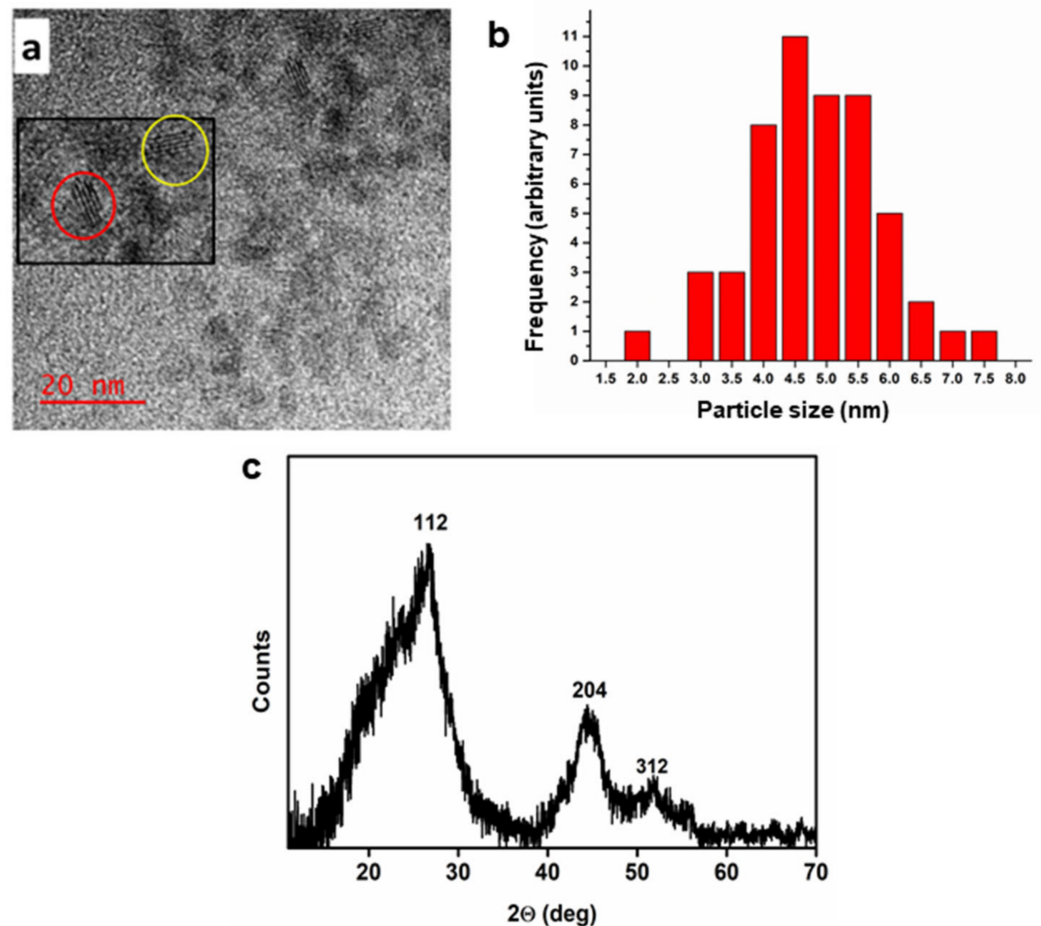 a
20 nm
b
Frequency (arbitrary units)
11
10
9
8
7
6
5
4
3
2
1
0
1.5 2.0 2.5 3.0 3.5 4.0 4.5 5.0 5.5 6.0 6.5 7.0 7.5 8.0
Particle size (nm)
c
112
204
312
Counts
20 30 40 50 60 70
2Θ (deg)